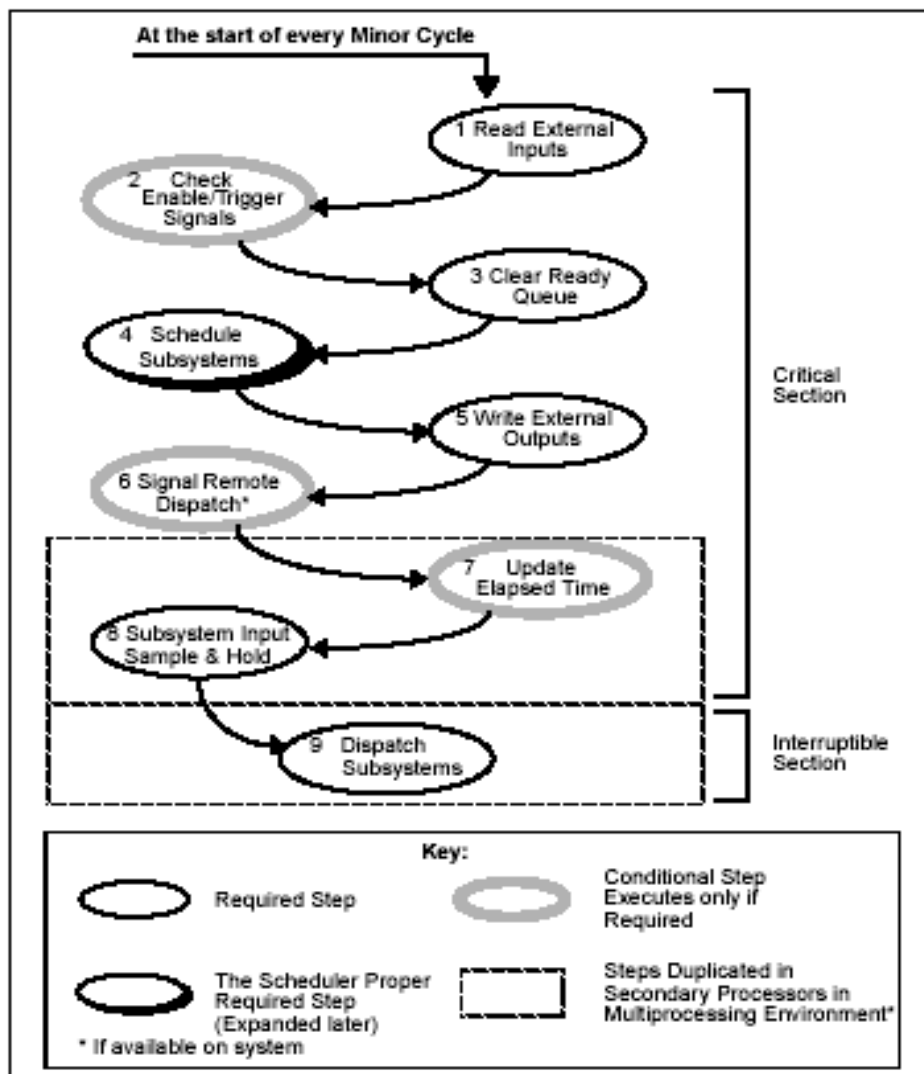 At the start of every Minor Cycle
1 Read External
Inputs
2 Check
Enable/Trigger
Signals
3 Clear Ready
Queue
4 Schedule
Subsystems
Critical
Section
5 Write External
Outputs
6 Signal Remote
Dispatch*
7 Update
Elapsed Time
8 Subsystem Input
Sample & Hold
9 Dispatch
Subsystems
Interruptible
Section
Key:
Required Step
Conditional Step
Executes only if
Required
The Scheduler Proper
Required Step
(Expanded later)
Steps Duplicated in
Secondary Processors in
Multiprocessing Environment*
* If available on system